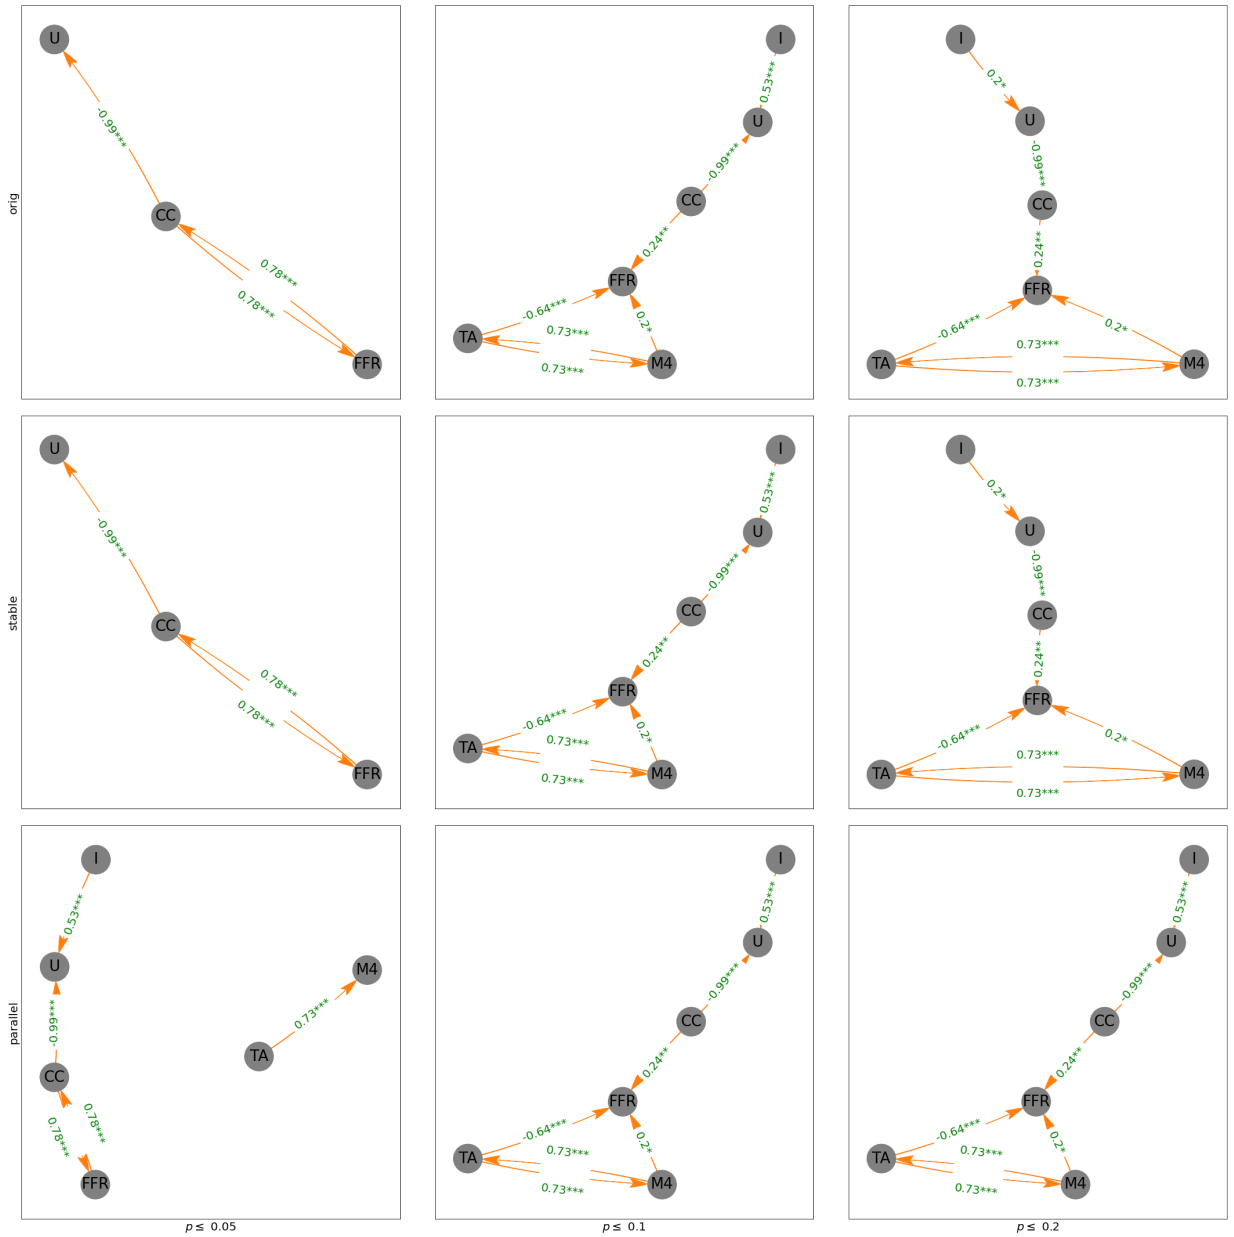 U
-0.99***
CC
0.78***
0.78***
FFR
orig
I
0.53***
U
-0.99***
CC
0.24**
FFR
-0.64***
0.2*
0.73***
TA
M4
0.73***
I
0.2*
U
-0.99***
CC
0.24**
FFR
-0.64***
0.2*
0.73***
TA
M4
0.73***
U
-0.99***
CC
0.78***
0.78***
FFR
stable
I
0.53***
U
-0.99***
CC
0.24**
FFR
-0.64***
0.2*
0.73***
TA
M4
0.73***
I
0.2*
U
-0.99***
CC
0.24**
FFR
-0.64***
0.2*
0.73***
TA
M4
0.73***
I
0.53***
U
M4
-0.99***
0.73***
TA
CC
0.78***
0.78***
FFR
parallel
p ≤ 0.05
I
0.53***
U
-0.99***
CC
0.24**
FFR
-0.64***
0.2*
0.73***
TA
M4
0.73***
p ≤ 0.1
I
0.53***
U
-0.99***
CC
0.24**
FFR
-0.64***
0.2*
0.73***
TA
M4
0.73***
p ≤ 0.2